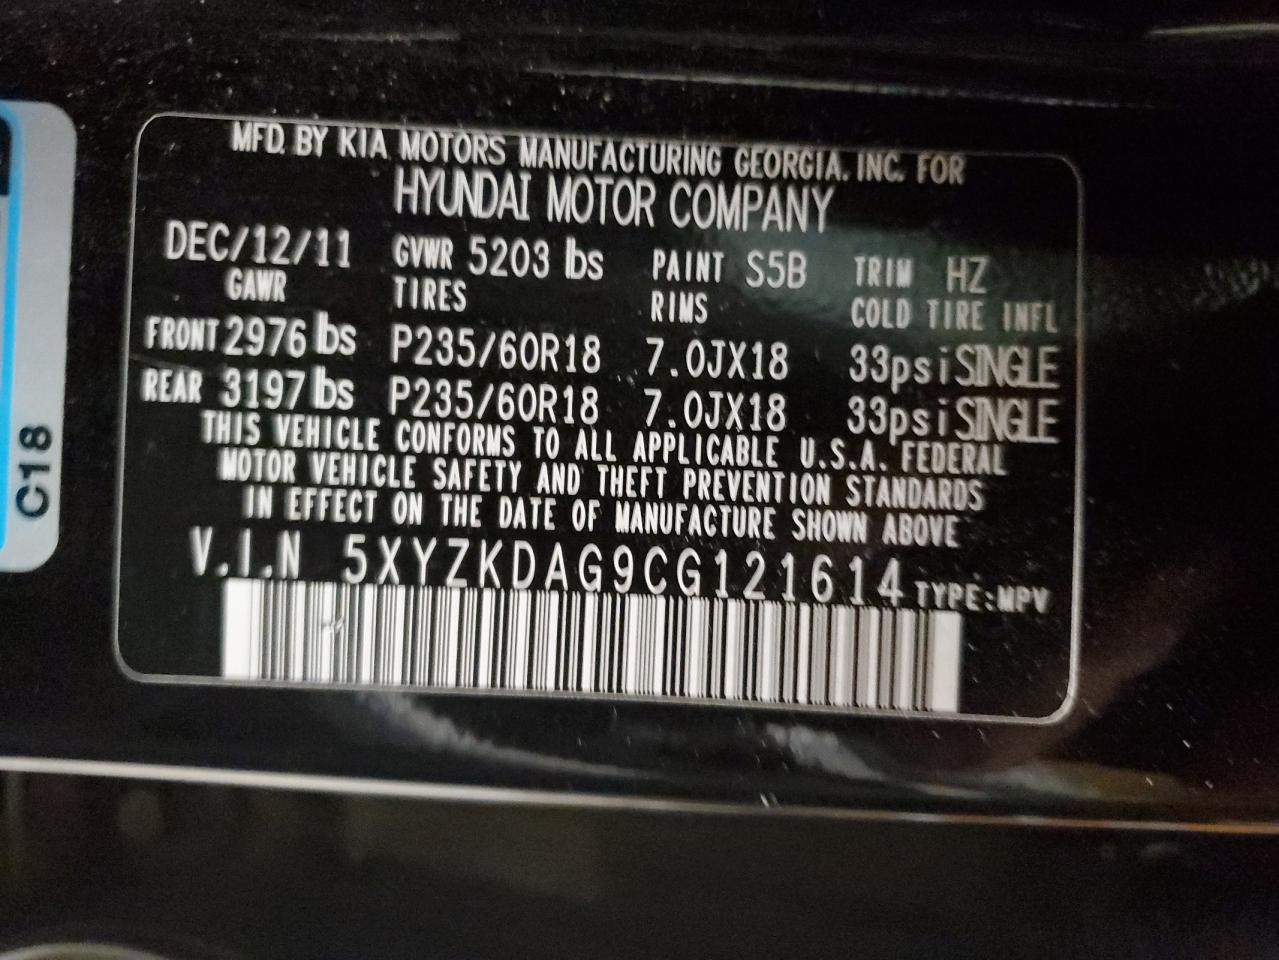 MFD. BY KIA MOTORS MANUFACTURING GEORGIA, INC. FOR
HYUNDAI MOTOR COMPANY
DEC/12/11 GVWR 5203 lbs PAINT S5B TRIM HZ
GAWR TIRES RIMS COLD TIRE INFL
FRONT 2976 lbs P235/60R18 7.0JX18 33psi SINGLE
REAR 3197 lbs P235/60R18 7.0JX18 33psi SINGLE
THIS VEHICLE CONFORMS TO ALL APPLICABLE U.S.A. FEDERAL
MOTOR VEHICLE SAFETY AND THEFT PREVENTION STANDARDS
IN EFFECT ON THE DATE OF MANUFACTURE SHOWN ABOVE
V.I.N 5XYZKDAG9CG121614 TYPE:MPV
C18